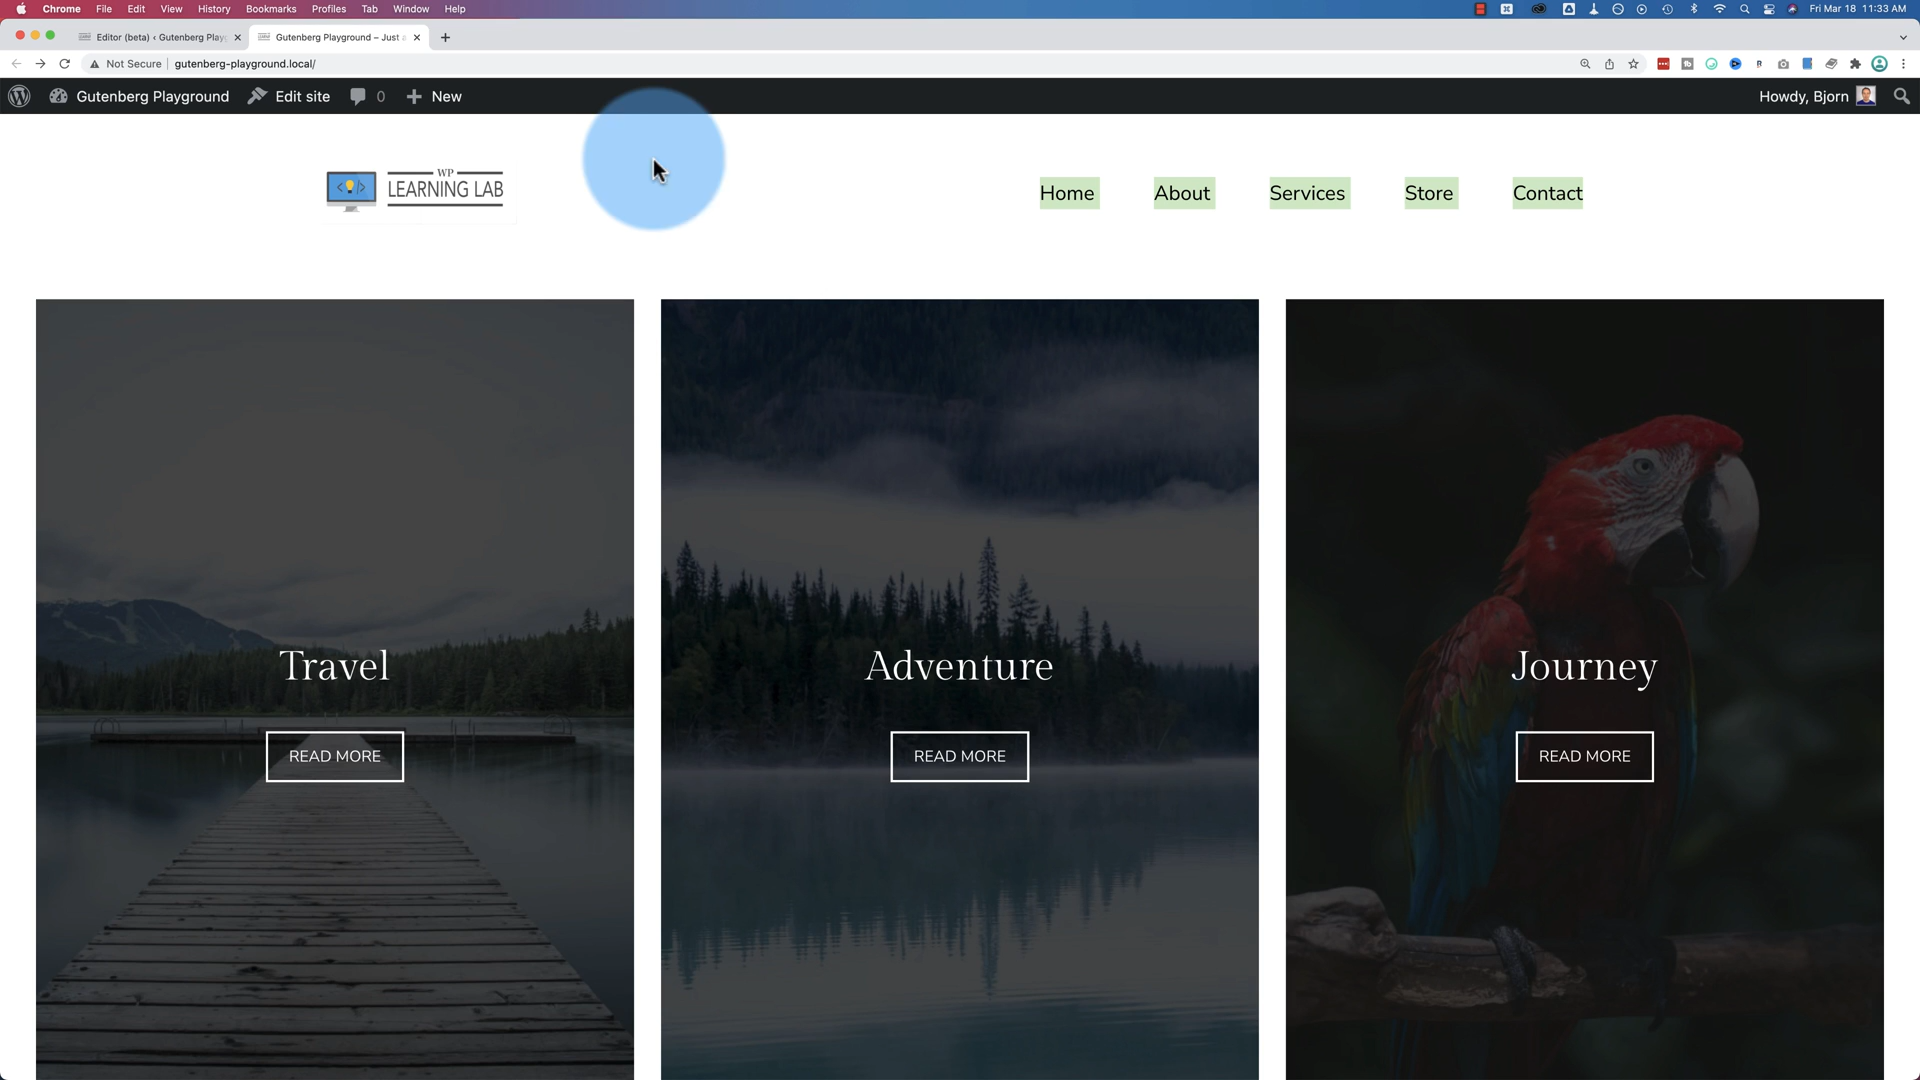 Chrome File Edit View History Bookmarks Profiles Tab Window Help Fri Mar 18 11:33 AM
Editor (beta) ‹ Gutenberg Play Gutenberg Playground – Just a
Not Secure gutenberg-playground.local/
Gutenberg Playground Edit site 0 New Howdy, Bjorn
WP
LEARNING LAB
Home About Services Store Contact
Travel Adventure Journey
READ MORE READ MORE READ MORE